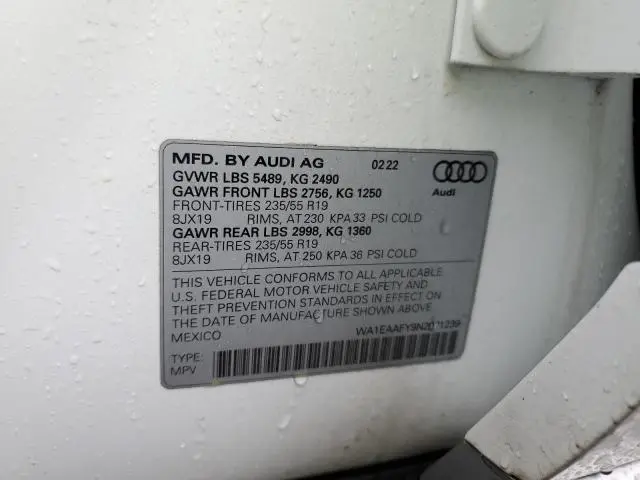 MFD. BY AUDI AG 02 22
GVWR LBS 5489, KG 2490
GAWR FRONT LBS 2756, KG 1250
FRONT-TIRES 235/55 R19
8JX19 RIMS, AT 230 KPA 33 PSI COLD
GAWR REAR LBS 2998, KG 1360
REAR-TIRES 235/55 R19
8JX19 RIMS, AT 250 KPA 36 PSI COLD
Audi
THIS VEHICLE CONFORMS TO ALL APPLICABLE
U.S. FEDERAL MOTOR VEHICLE SAFETY AND
THEFT PREVENTION STANDARDS IN EFFECT ON
THE DATE OF MANUFACTURE SHOWN ABOVE
MEXICO
TYPE:
MPV